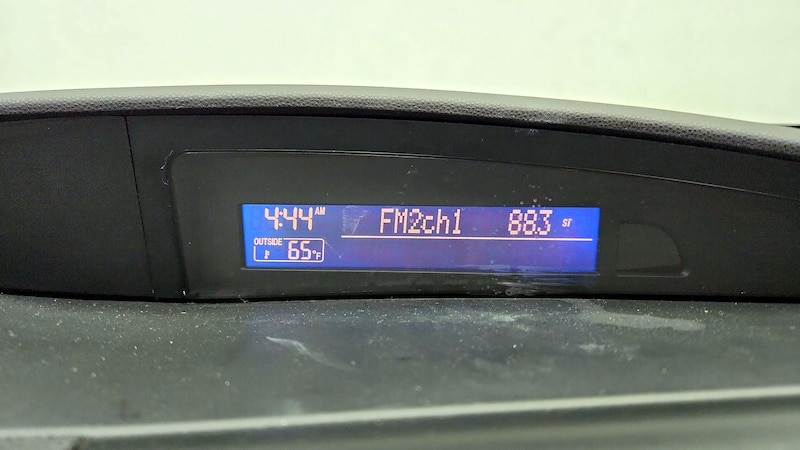 4:44 AM FM2ch1 88.3 ST
OUTSIDE
65°F